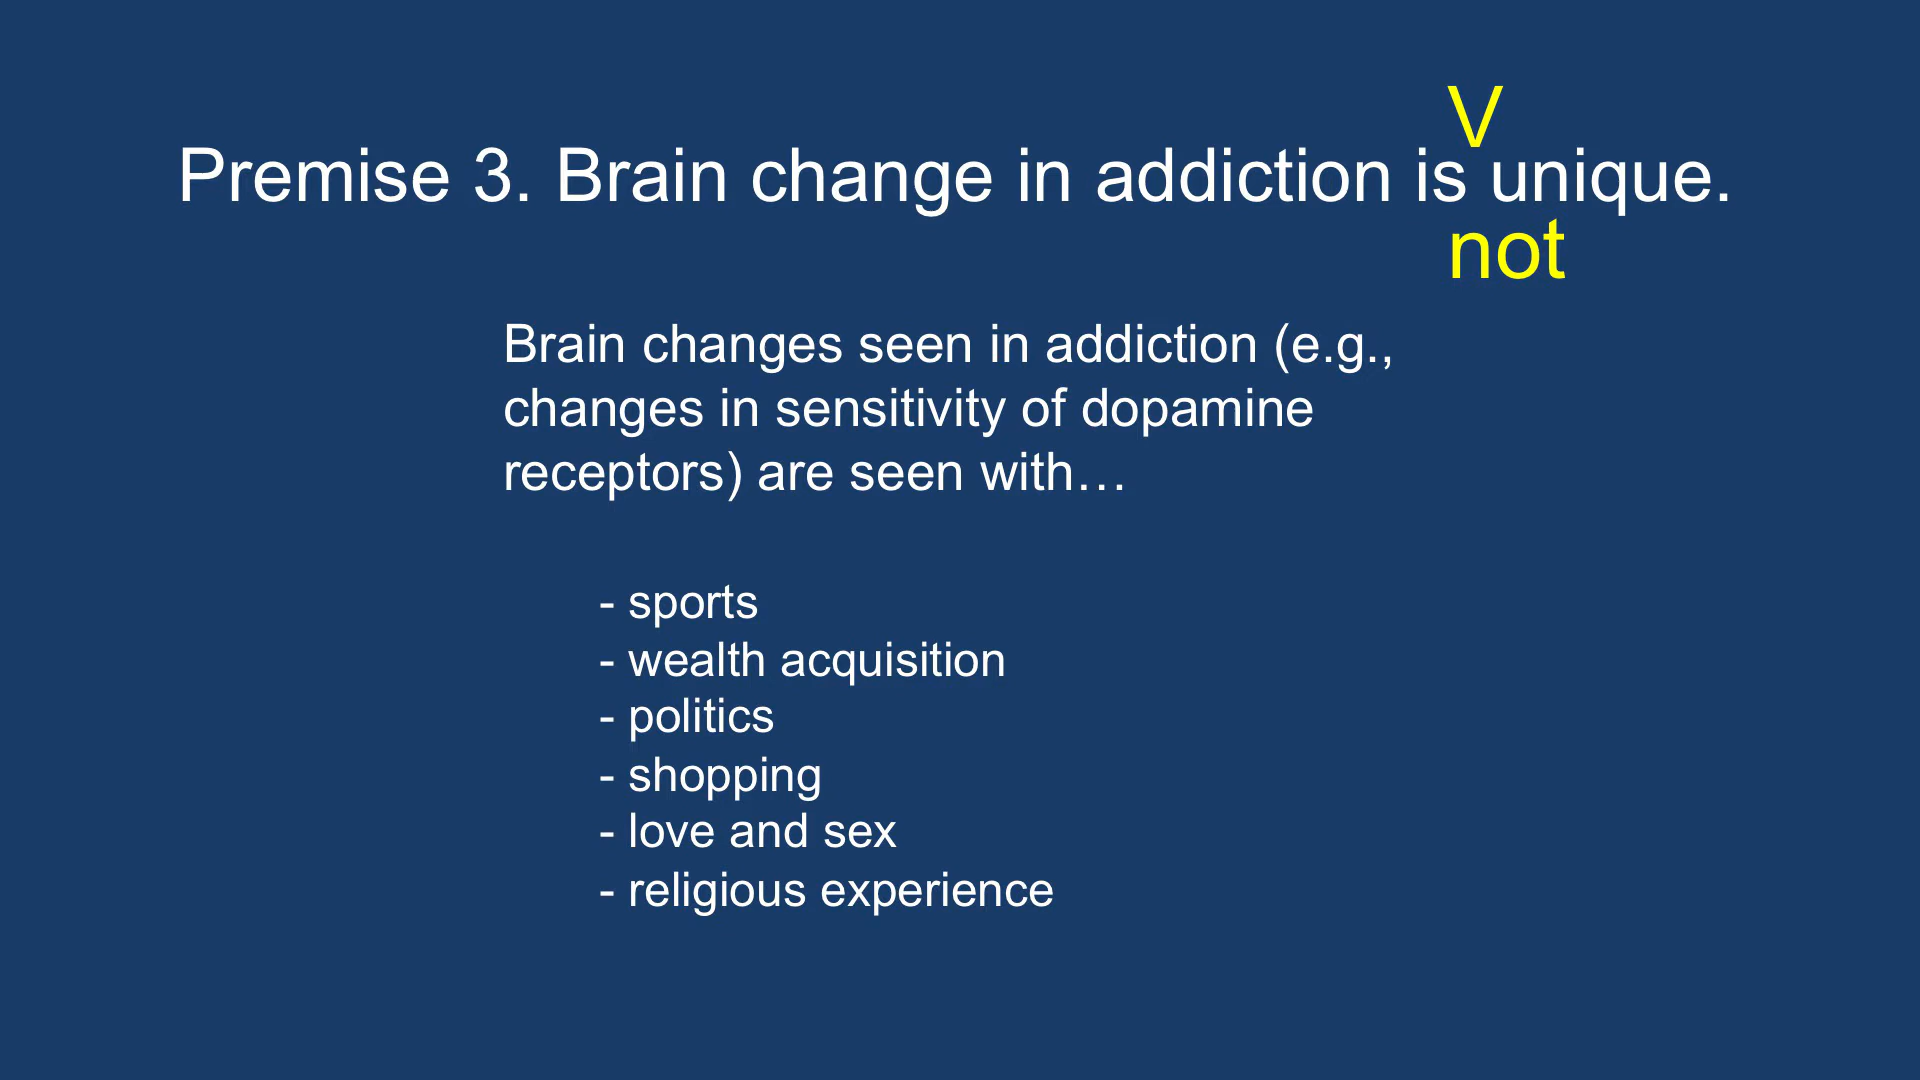 V
Premise 3. Brain change in addiction is unique.
not
Brain changes seen in addiction (e.g.,
changes in sensitivity of dopamine
receptors) are seen with…
- sports
- wealth acquisition
- politics
- shopping
- love and sex
- religious experience